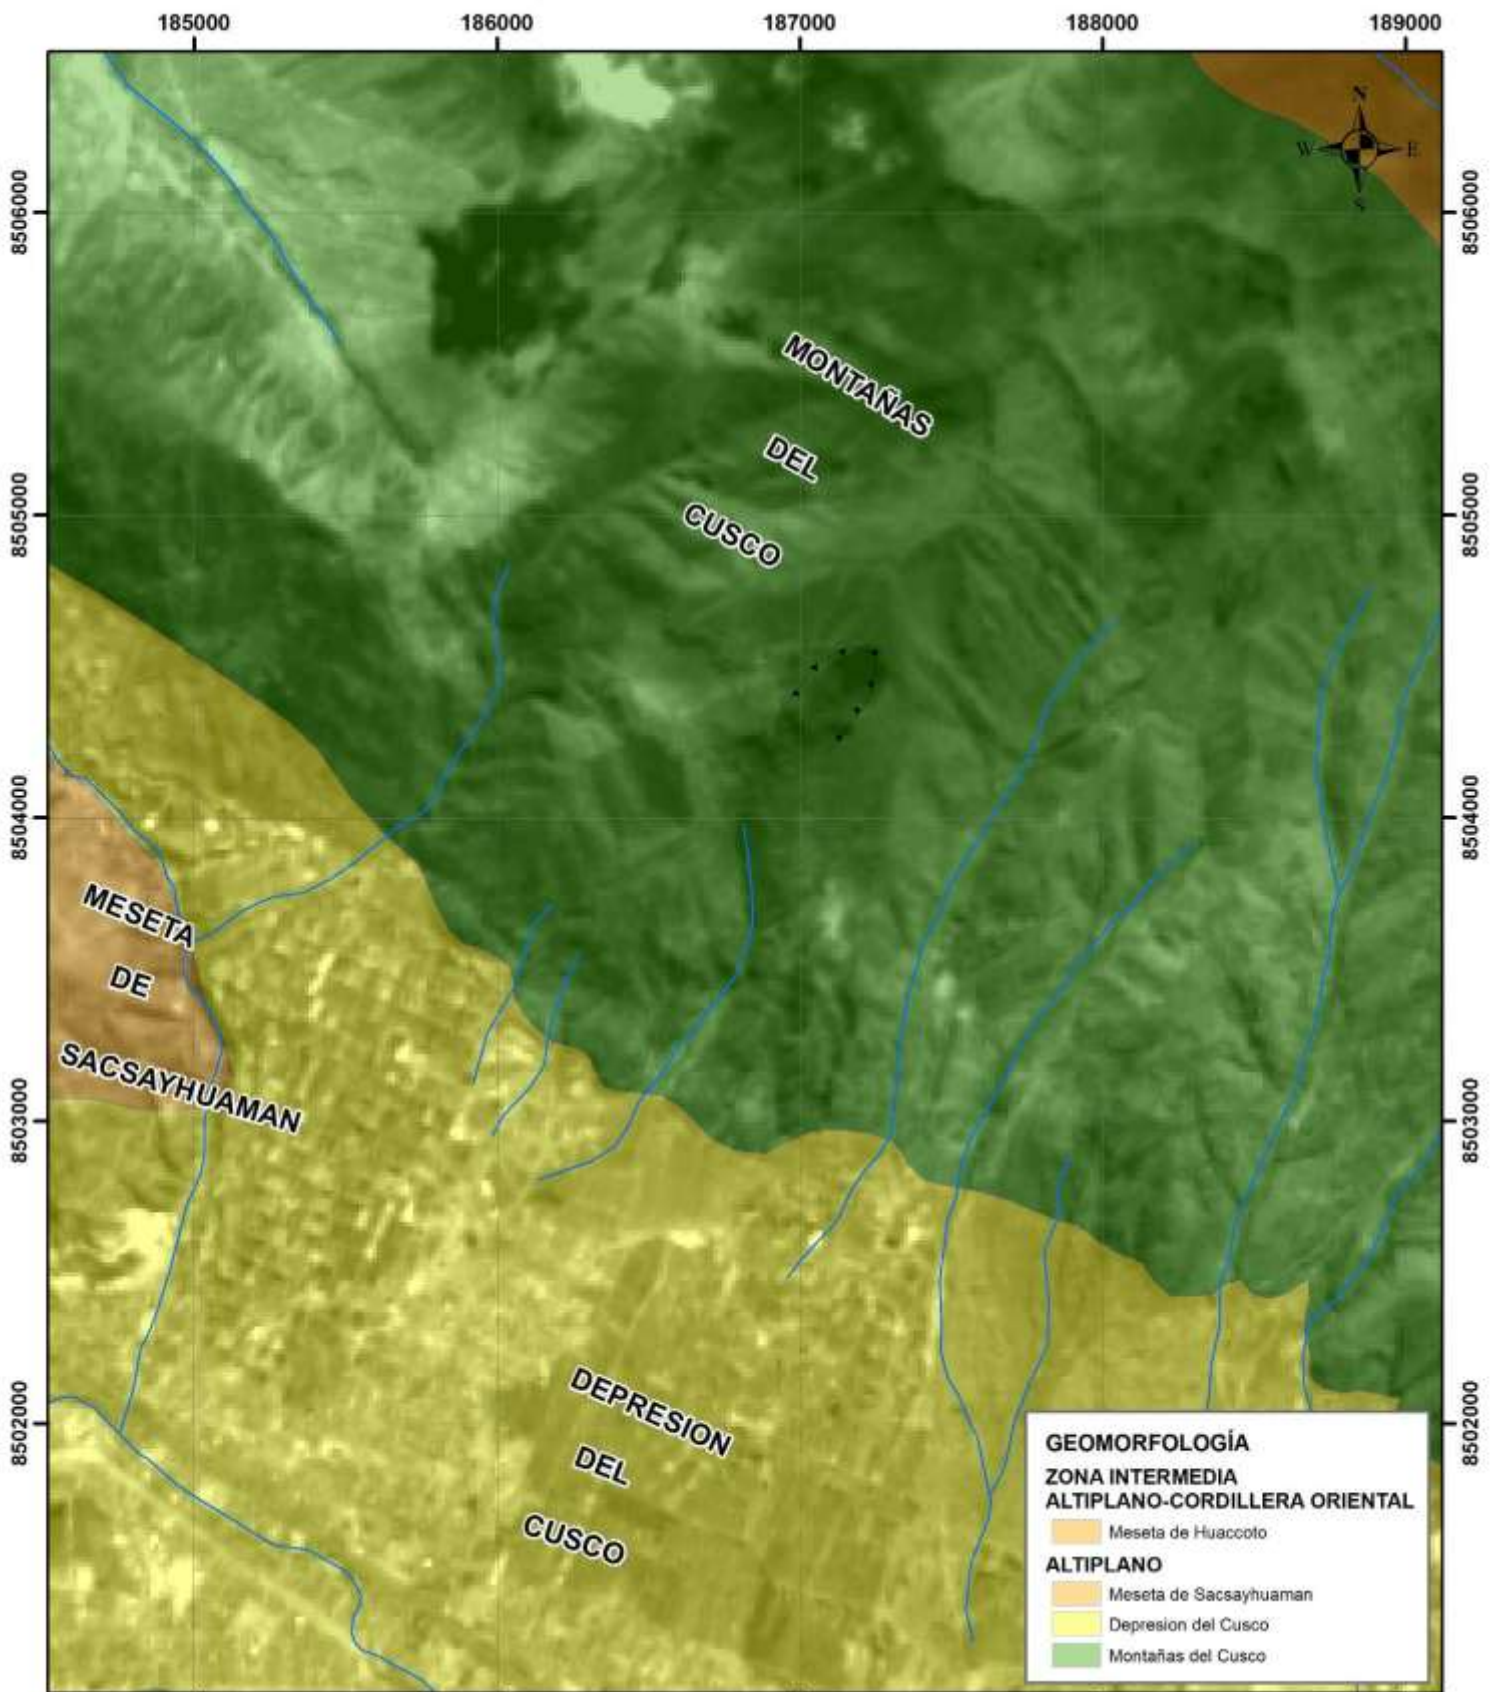 185000 186000 187000 188000 189000
N
W E
S
8506000 8506000
MONTAÑAS
DEL
CUSCO
8505000 8505000
8504000 8504000
MESETA
DE
SACSAYHUAMAN
8503000 8503000
DEPRESION
DEL
CUSCO
8502000 8502000
GEOMORFOLOGÍA
ZONA INTERMEDIA
ALTIPLANO-CORDILLERA ORIENTAL
Meseta de Huaccoto
ALTIPLANO
Meseta de Sacsayhuaman
Depresion del Cusco
Montañas del Cusco